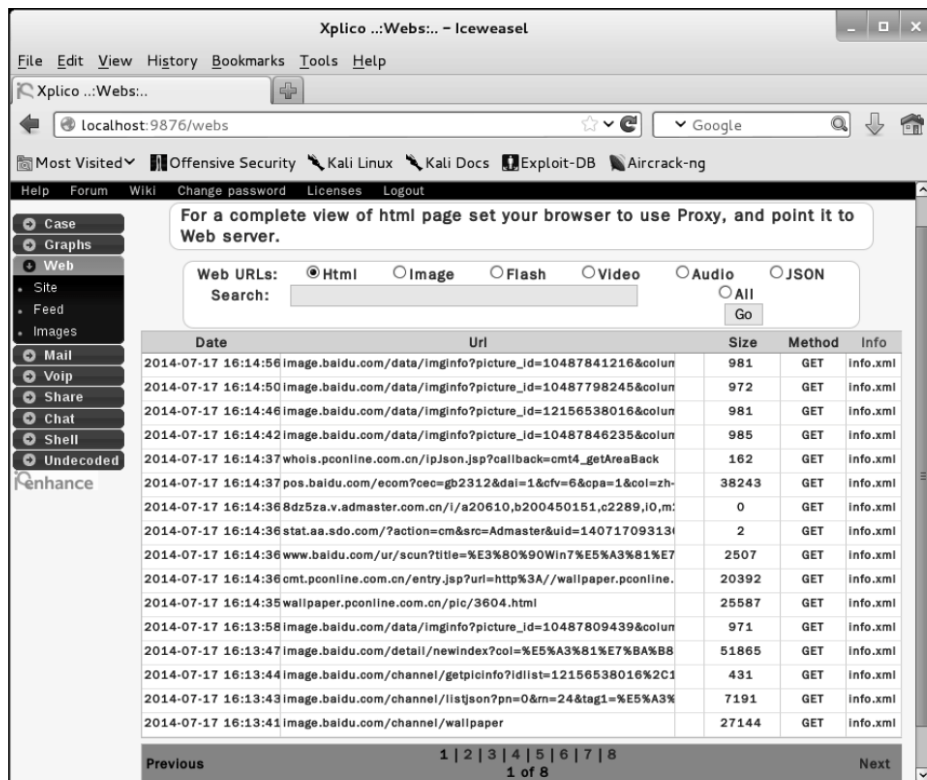 Xplico ..:Webs:.. – Iceweasel
File Edit View History Bookmarks Tools Help
Xplico ..:Webs:..
localhost:9876/webs
Google
Most Visited Offensive Security Kali Linux Kali Docs Exploit-DB Aircrack-ng
Help Forum Wiki Change password Licenses Logout
Case
Graphs
Web
Site
Feed
Images
Mail
Voip
Share
Chat
Shell
Undecoded
enhance
For a complete view of html page set your browser to use Proxy, and point it to
Web server.
Web URLs: Html Image Flash Video Audio JSON
Search: All
Go
Date Url Size Method Info
2014-07-17 16:14:56 image.baidu.com/data/imginfo?picture_id=10487841216&colum 981 GET info.xml
2014-07-17 16:14:50 image.baidu.com/data/imginfo?picture_id=10487798245&colum 972 GET info.xml
2014-07-17 16:14:46 image.baidu.com/data/imginfo?picture_id=12156538016&colum 981 GET info.xml
2014-07-17 16:14:42 image.baidu.com/data/imginfo?picture_id=10487846235&colum 985 GET info.xml
2014-07-17 16:14:37 whois.pconline.com.cn/ipJson.jsp?callback=cmt4_getAreaBack 162 GET info.xml
2014-07-17 16:14:37 pos.baidu.com/ecom?cec=gb2312&dai=1&cfv=6&cpa=1&col=zh- 38243 GET info.xml
2014-07-17 16:14:36 8dz5za.v.admaster.com.cn/i/a20610,b200450151,c2289,i0,m: 0 GET info.xml
2014-07-17 16:14:36 stat.aa.sdo.com/?action=cm&src=Admaster&uid=14071709313 2 GET info.xml
2014-07-17 16:14:36 www.baidu.com/ur/scun?title=%E3%80%90Win7%E5%A3%81%E7 2507 GET info.xml
2014-07-17 16:14:36 cmt.pconline.com.cn/entry.jsp?url=http%3A//wallpaper.pconline. 20392 GET info.xml
2014-07-17 16:14:35 wallpaper.pconline.com.cn/pic/3604.html 25587 GET info.xml
2014-07-17 16:13:58 image.baidu.com/data/imginfo?picture_id=10487809439&colum 971 GET info.xml
2014-07-17 16:13:47 image.baidu.com/detail/newindex?col=%E5%A3%81%E7%BA%B8 51865 GET info.xml
2014-07-17 16:13:44 image.baidu.com/channel/getpicinfo?idlist=12156538016%2C1 431 GET info.xml
2014-07-17 16:13:43 image.baidu.com/channel/listjson?pn=0&rn=24&tag1=%E5%A3% 7191 GET info.xml
2014-07-17 16:13:41 image.baidu.com/channel/wallpaper 27144 GET info.xml
Previous 1 | 2 | 3 | 4 | 5 | 6 | 7 | 8 Next
1 of 8